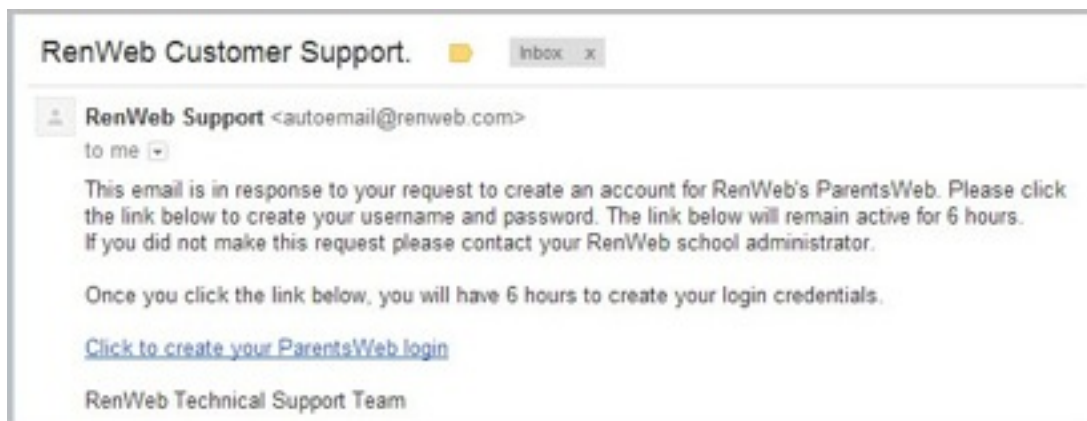 RenWeb Customer Support.
Inbox x
RenWeb Support <autoemail@renweb.com>
to me
This email is in response to your request to create an account for RenWeb's ParentsWeb. Please click
the link below to create your username and password. The link below will remain active for 6 hours.
If you did not make this request please contact your RenWeb school administrator.
Once you click the link below, you will have 6 hours to create your login credentials.
Click to create your ParentsWeb login
RenWeb Technical Support Team